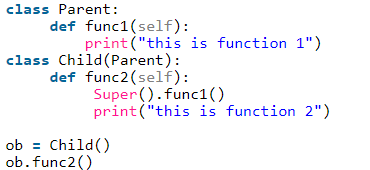 class Parent:
     def func1(self):
         print("this is function 1")
class Child(Parent):
     def func2(self):
          Super().func1()
          print("this is function 2")

ob = Child()
ob.func2()